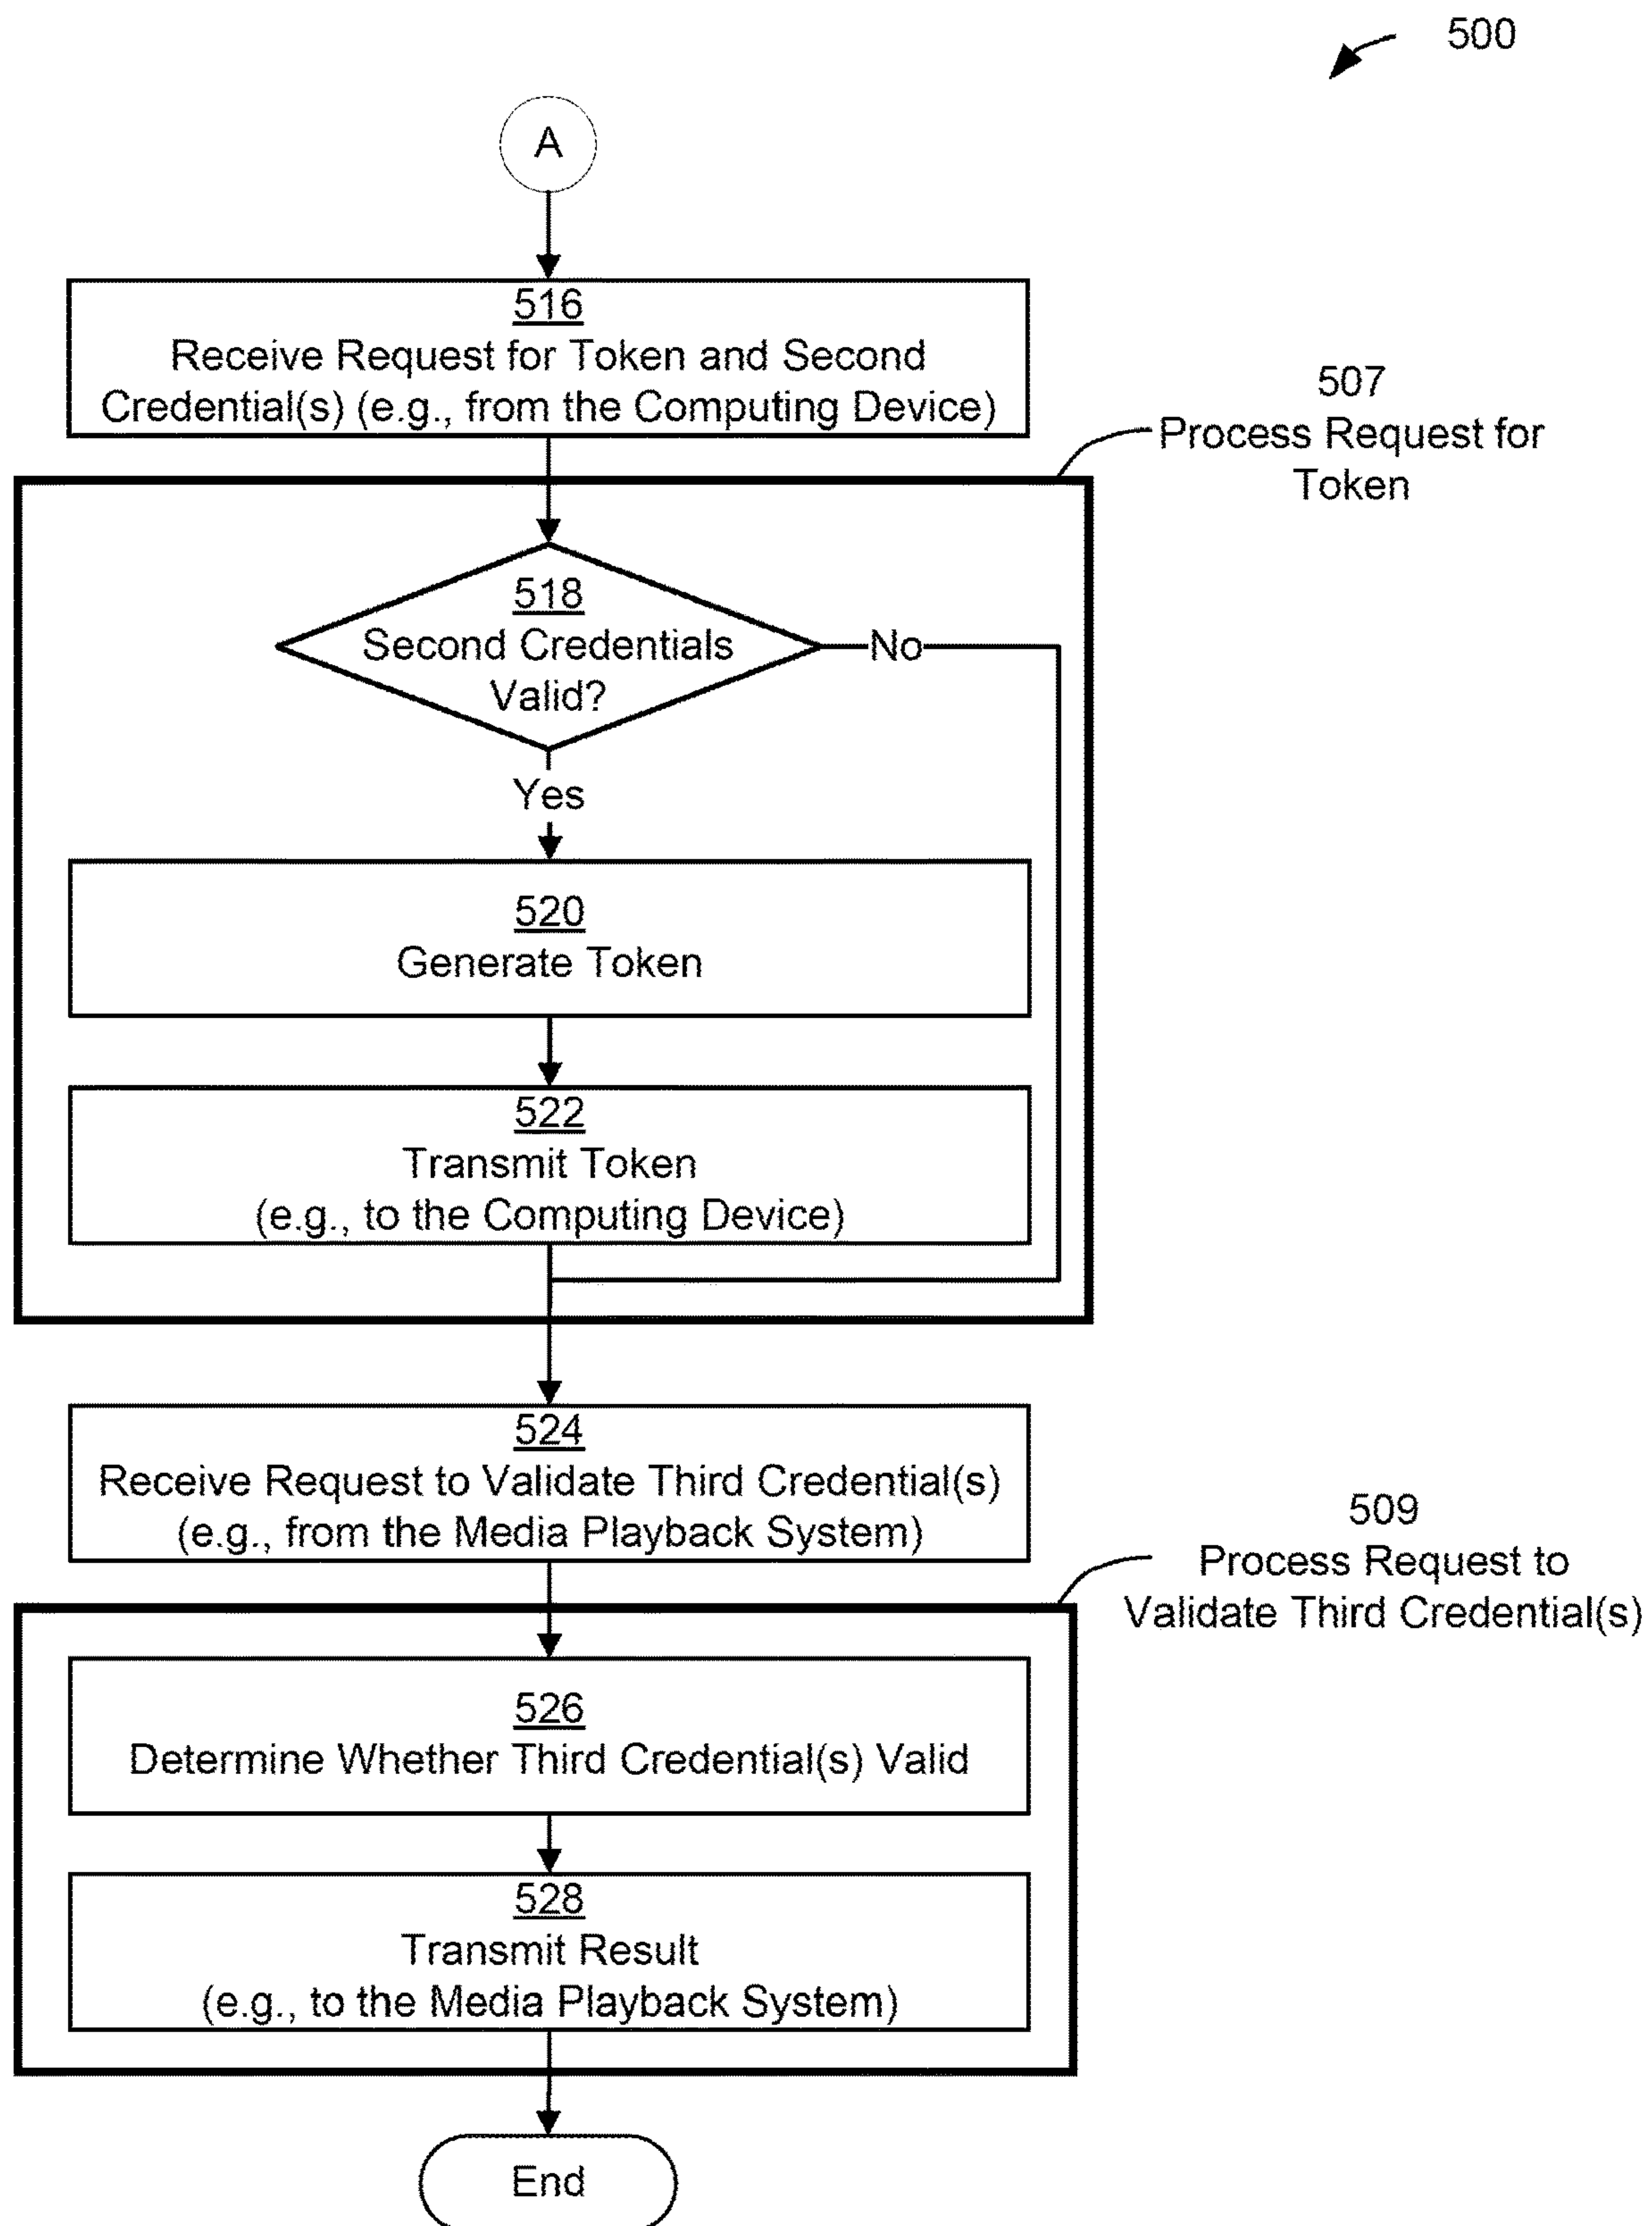 500
A
516
Receive Request for Token and Second
Credential(s) (e.g., from the Computing Device)
507
Process Request for
Token
518
Second Credentials
Valid?
No
Yes
520
Generate Token
522
Transmit Token
(e.g., to the Computing Device)
524
Receive Request to Validate Third Credential(s)
(e.g., from the Media Playback System)
509
Process Request to
Validate Third Credential(s)
526
Determine Whether Third Credential(s) Valid
528
Transmit Result
(e.g., to the Media Playback System)
End